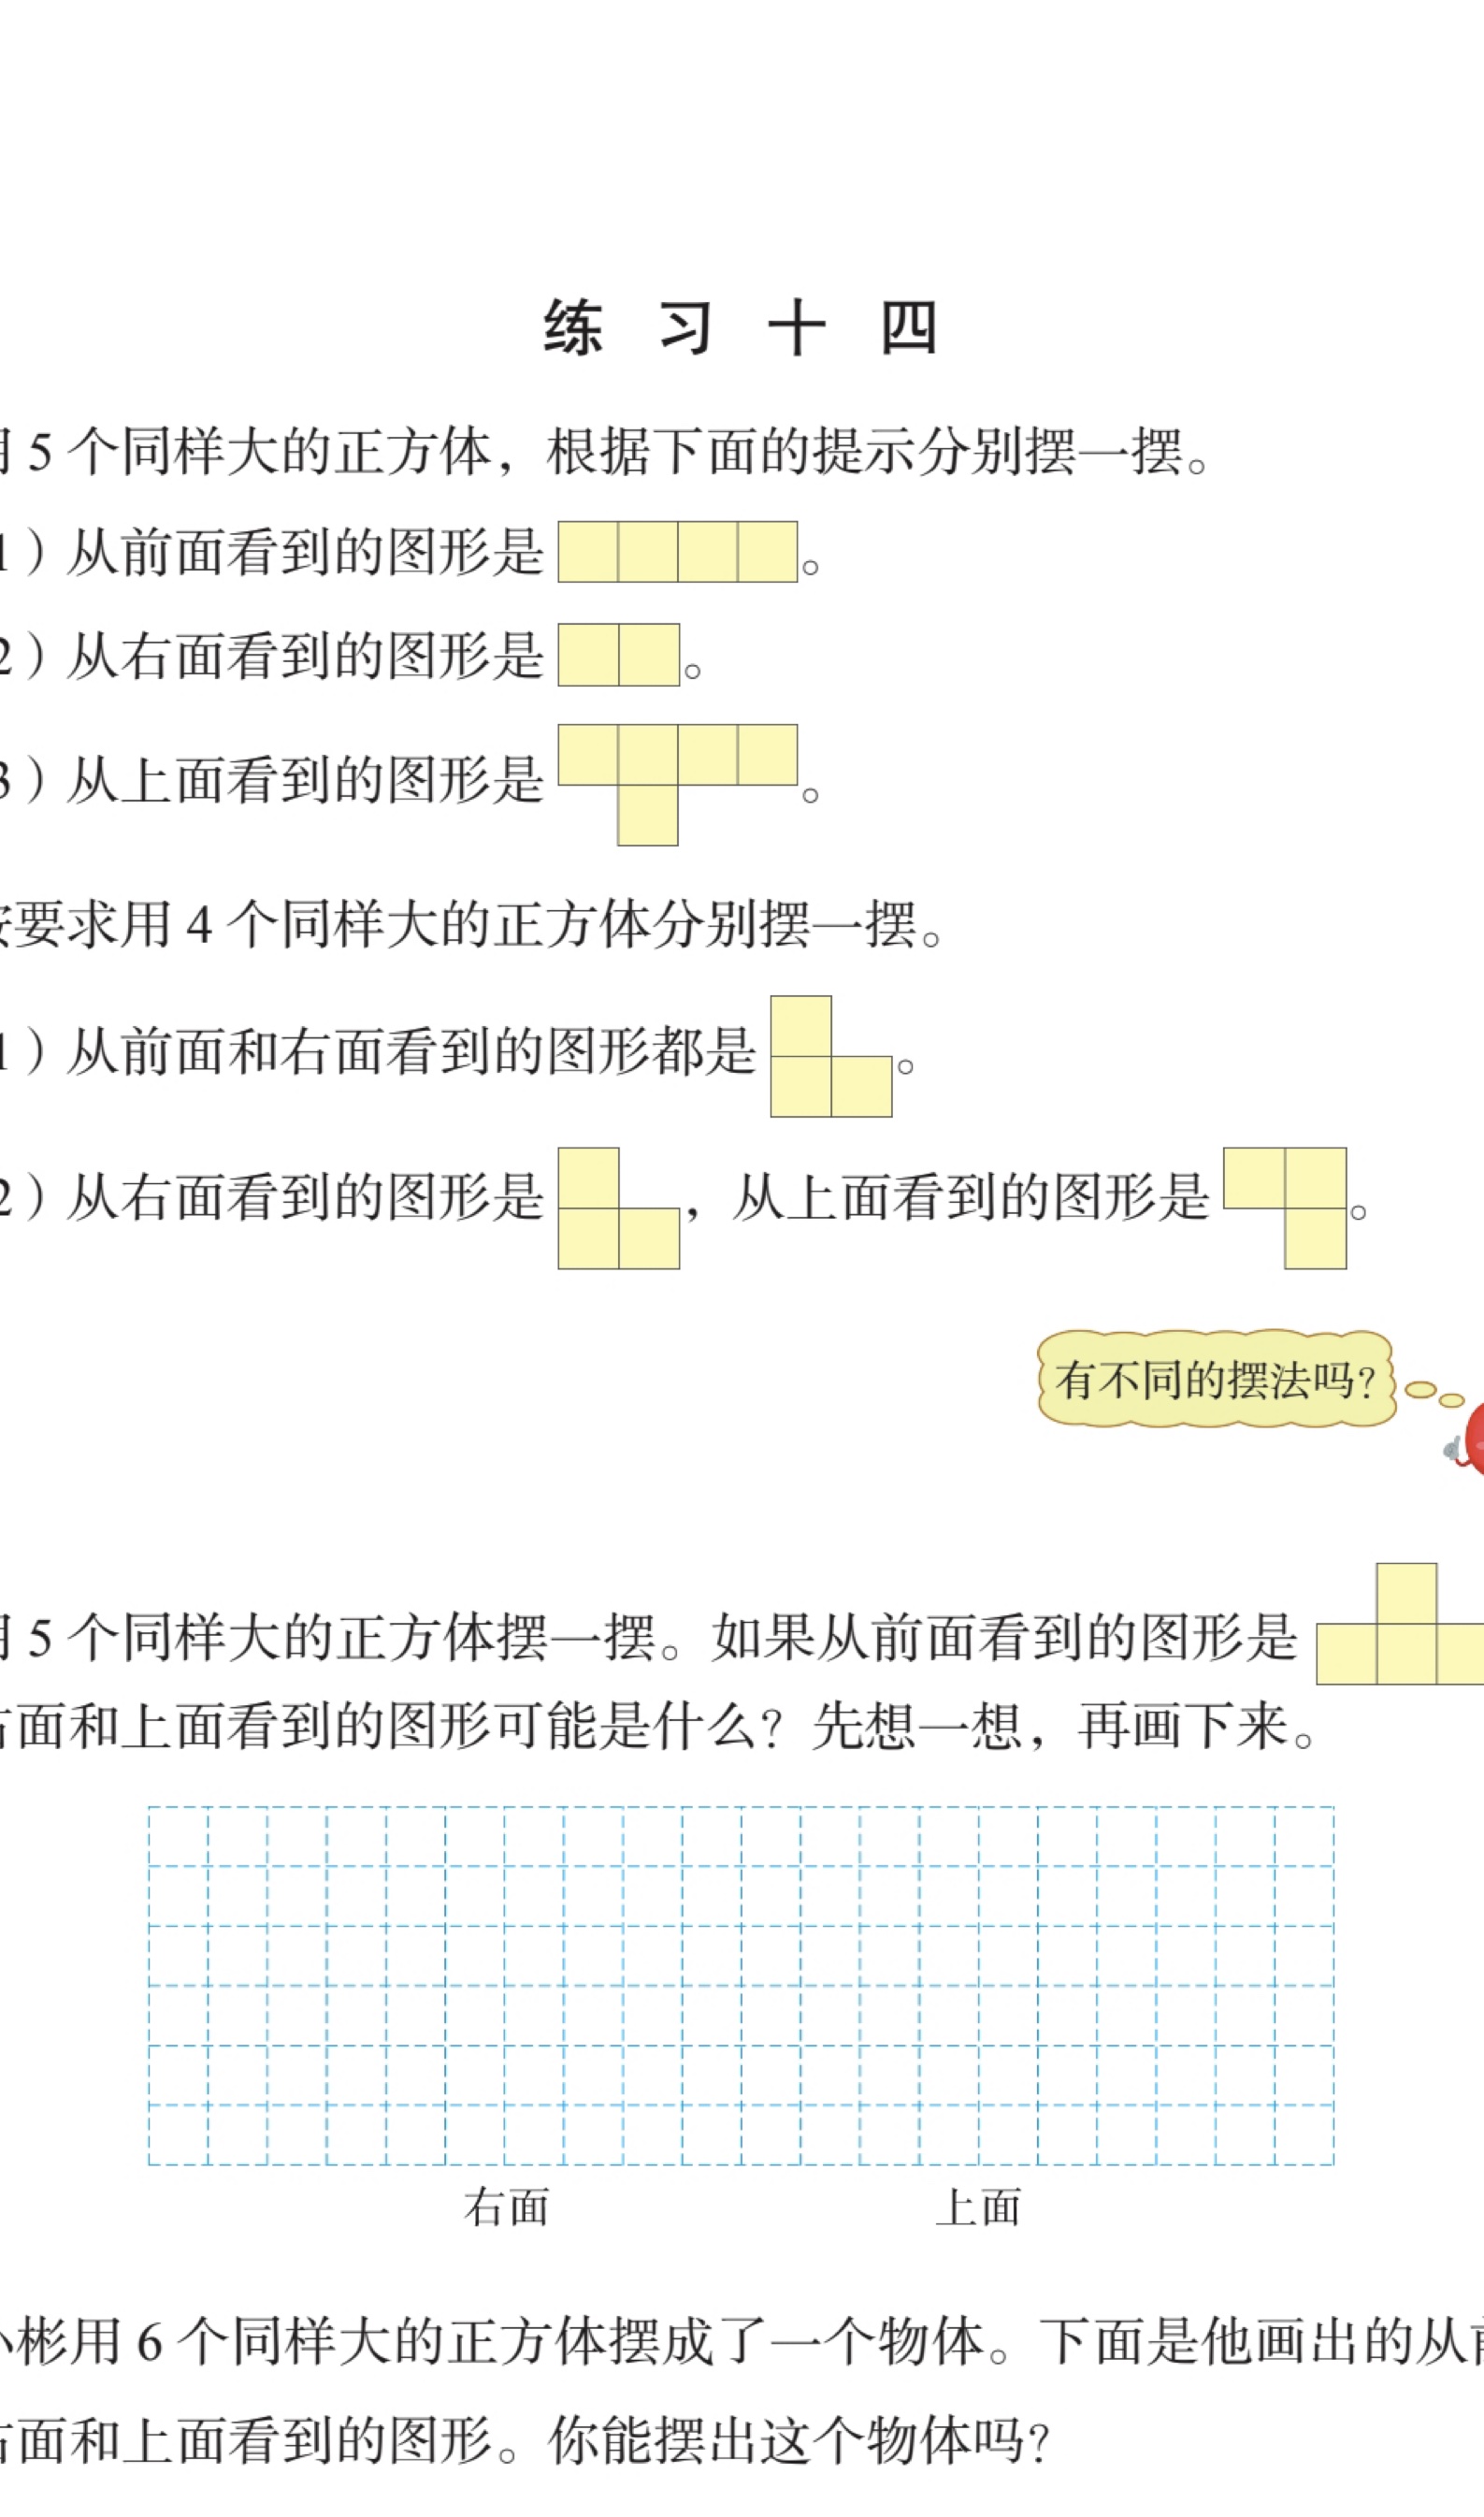 练习十四
5个同样大的正方体，根据下面的提示分别摆一摆。
1）从前面看到的图形是。
2）从右面看到的图形是。
3）从上面看到的图形是。
要求用4个同样大的正方体分别摆一摆。
1）从前面和右面看到的图形都是。
2）从右面看到的图形是，从上面看到的图形是。
有不同的摆法吗？
5个同样大的正方体摆一摆。如果从前面看到的图形是
面和上面看到的图形可能是什么？先想一想，再画下来。
右面 上面
彬用6个同样大的正方体摆成了一个物体。下面是他画出的从
面和上面看到的图形。你能摆出这个物体吗？